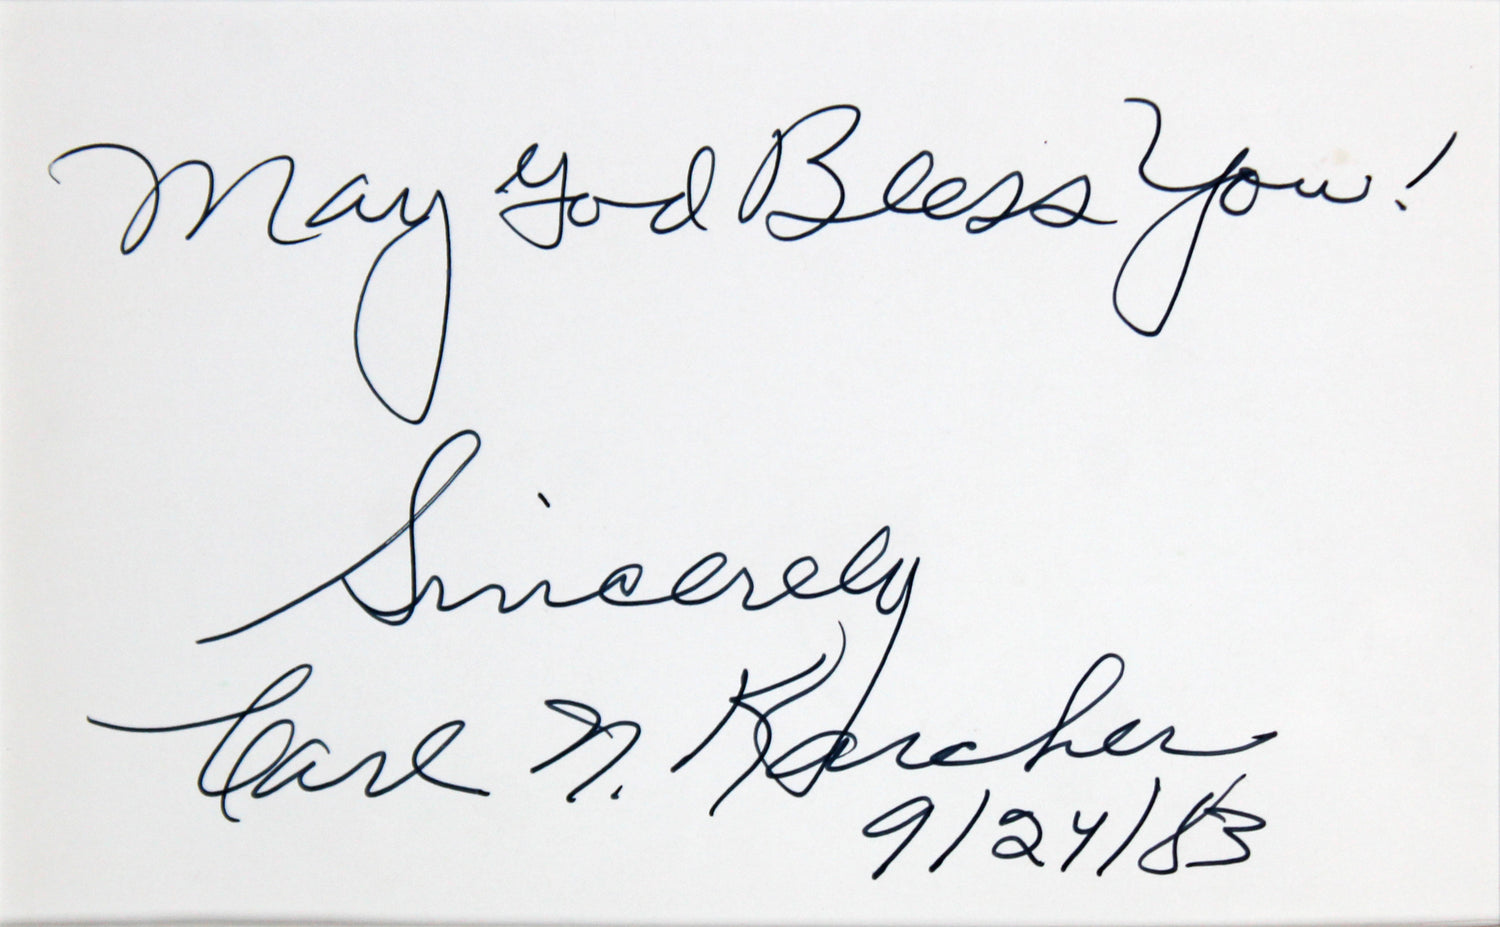 May God Bless You!
Sincerely
Carl N. Karcher
9/24/83